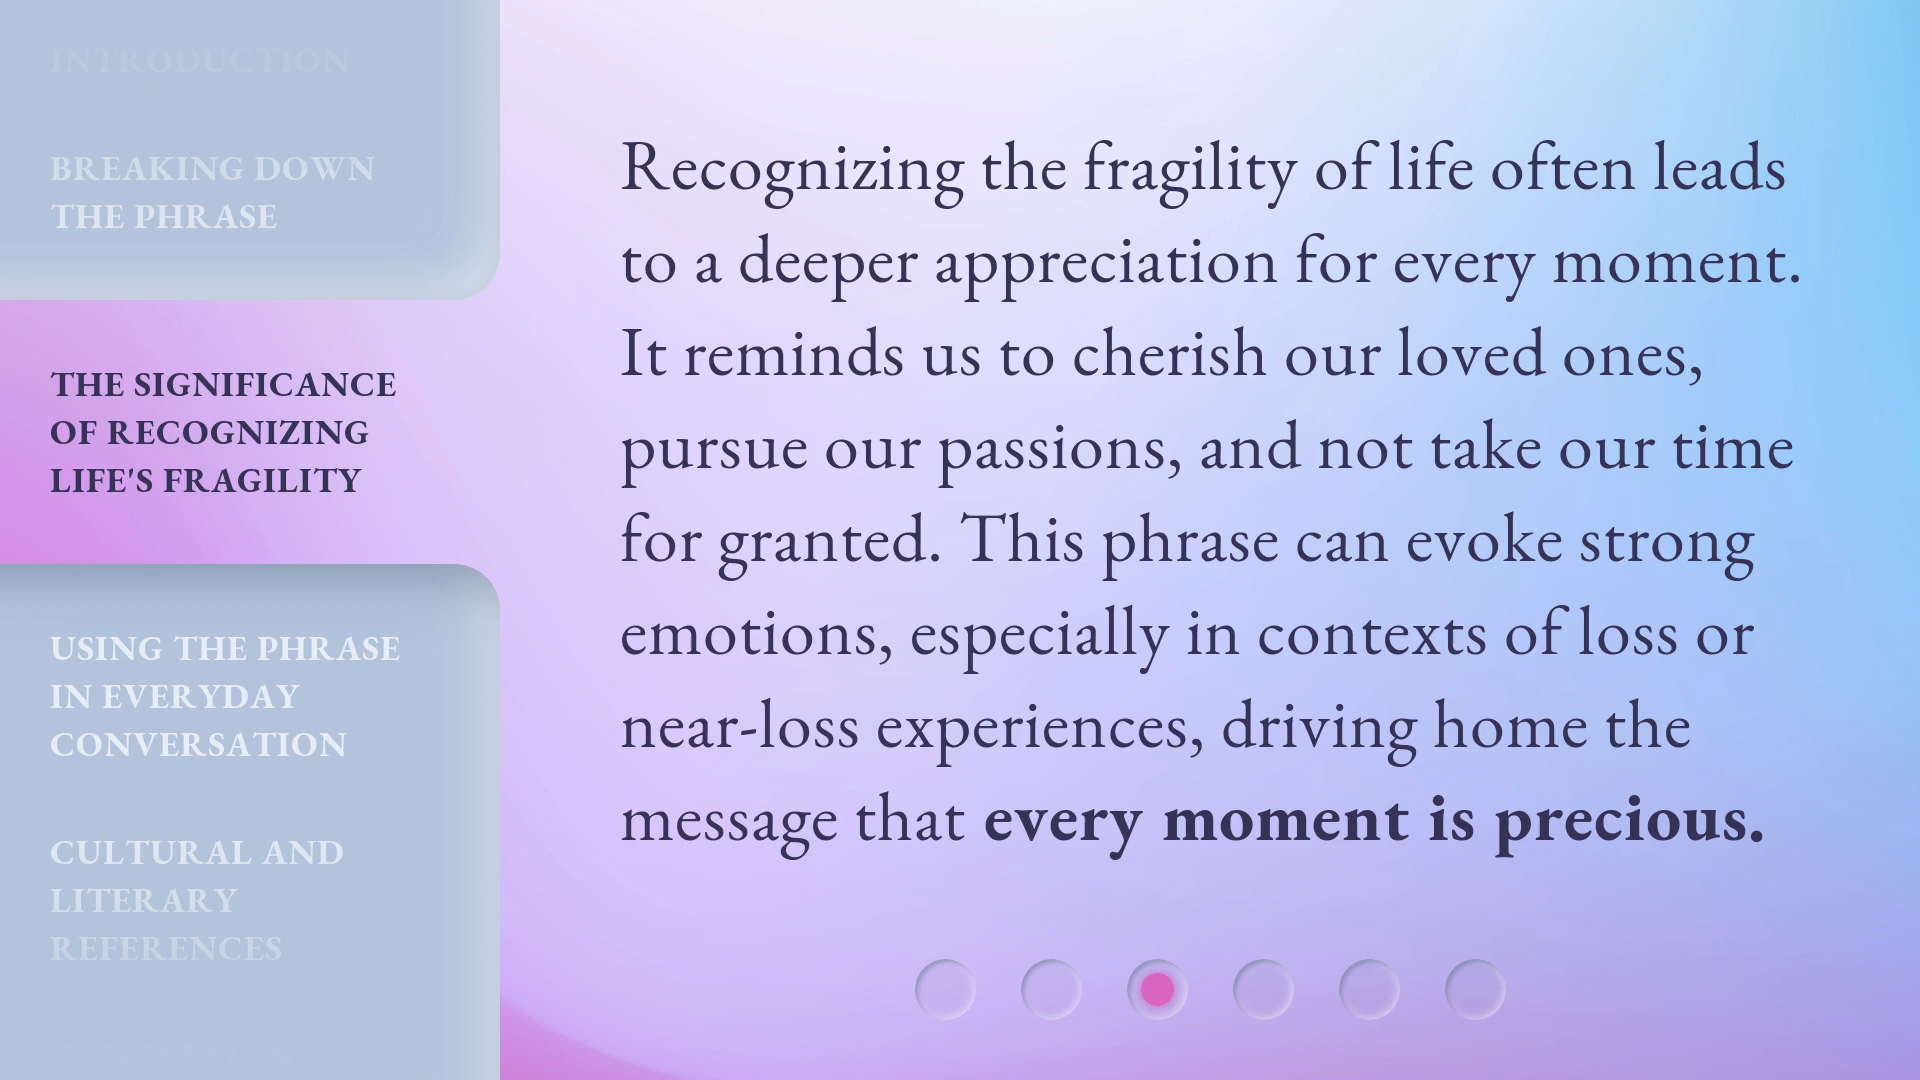 INTRODUCTION
BREAKING DOWN
THE PHRASE
THE SIGNIFICANCE
OF RECOGNIZING
LIFE'S FRAGILITY
USING THE PHRASE
IN EVERYDAY
CONVERSATION
CULTURAL AND
LITERARY
REFERENCES
CONCLUSION
Recognizing the fragility of life often leads
to a deeper appreciation for every moment.
It reminds us to cherish our loved ones,
pursue our passions, and not take our time
for granted. This phrase can evoke strong
emotions, especially in contexts of loss or
near-loss experiences, driving home the
message that every moment is precious.